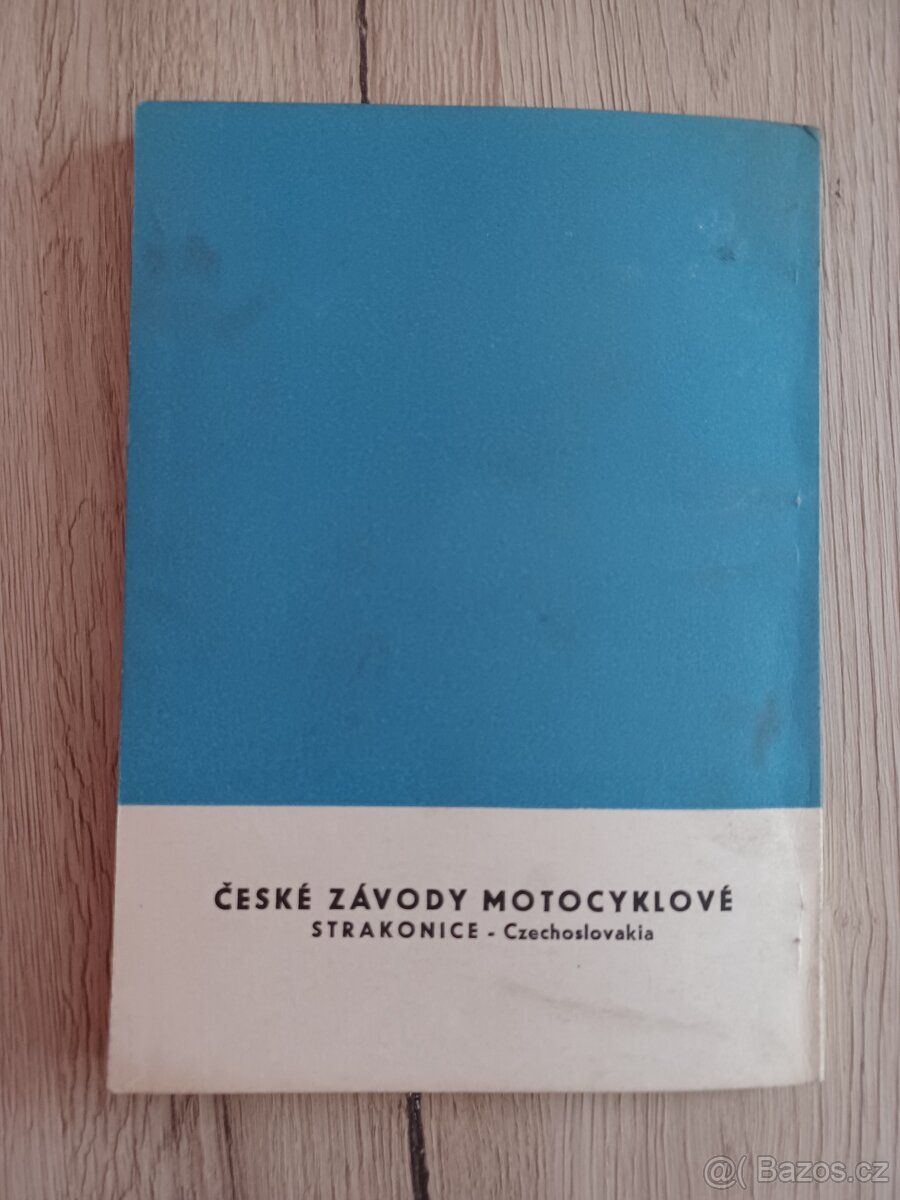 ČESKÉ ZÁVODY MOTOCYKLOVÉ
STRAKONICE - Czechoslovakia
@( Bazos.cz